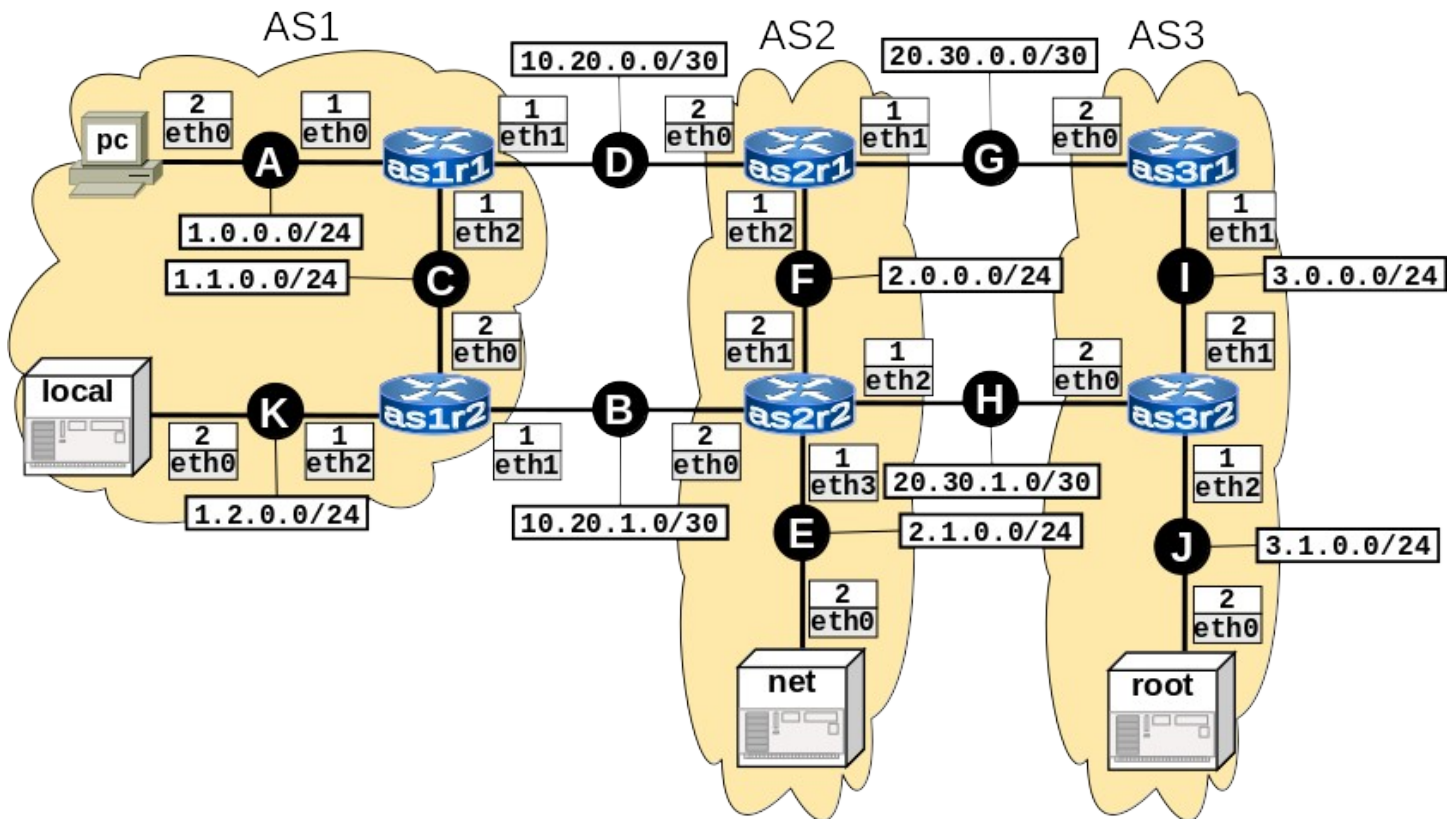 AS1
AS2
AS3
10.20.0.0/30
20.30.0.0/30
2
eth0
1
eth0
1
eth1
2
eth0
1
eth1
2
eth0
pc
A
as1r1
D
as2r1
G
as3r1
1.0.0.0/24
1
eth2
1
eth2
1
eth1
1.1.0.0/24
C
F
2.0.0.0/24
I
3.0.0.0/24
2
eth0
2
eth1
1
eth2
2
eth0
2
eth1
local
K
as1r2
B
as2r2
H
as3r2
2
eth0
1
eth2
1
eth1
2
eth0
1
eth3
20.30.1.0/30
1
eth2
1.2.0.0/24
10.20.1.0/30
E
2.1.0.0/24
J
3.1.0.0/24
2
eth0
2
eth0
net
root